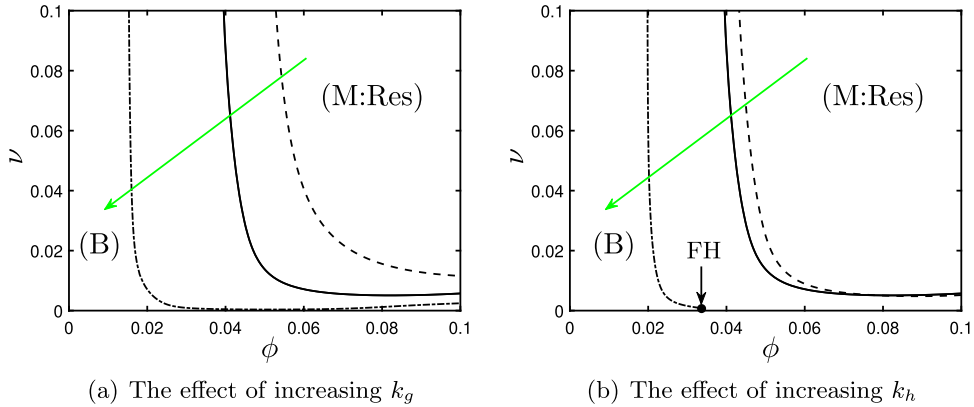 0.1
0.08
0.06
0.04
0.02
0
ν
(M:Res)
(B)
0 0.02 0.04 0.06 0.08 0.1
ϕ
(a) The effect of increasing k_g
0.1
0.08
0.06
0.04
0.02
0
ν
(M:Res)
(B)
FH
0 0.02 0.04 0.06 0.08 0.1
ϕ
(b) The effect of increasing k_h